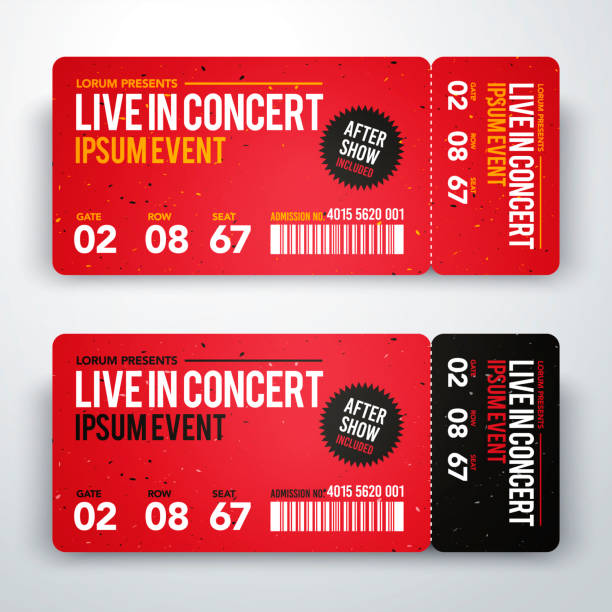 LORUM PRESENTS
LIVE IN CONCERT
IPSUM EVENT
AFTER
SHOW
INCLUDED
GATE ROW SEAT
02 08 67
ADMISSION NO. 4015 5620 001
LORUM PRESENTS
LIVE IN CONCERT
IPSUM EVENT
GATE ROW SEAT
02 08 67
LORUM PRESENTS
LIVE IN CONCERT
IPSUM EVENT
AFTER
SHOW
INCLUDED
GATE ROW SEAT
02 08 67
ADMISSION NO. 4015 5620 001
LORUM PRESENTS
LIVE IN CONCERT
IPSUM EVENT
GATE ROW SEAT
02 08 67